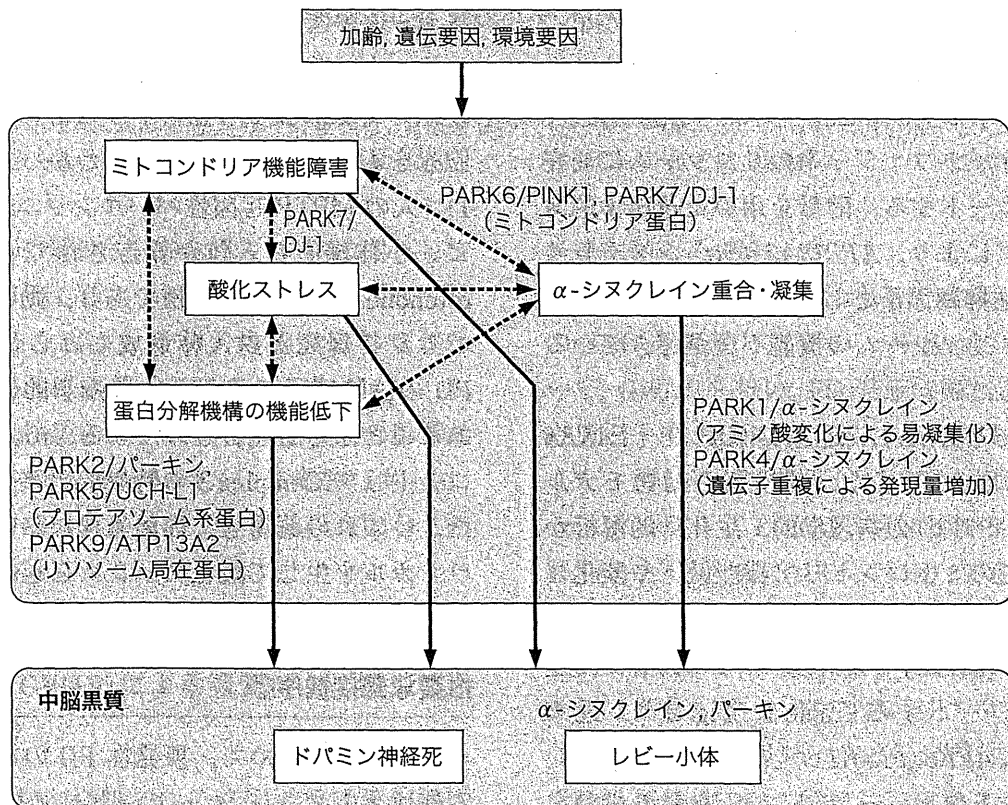 加齢, 遺伝要因, 環境要因
ミトコンドリア機能障害
PARK6/PINK1, PARK7/DJ-1
（ミトコンドリア蛋白）
PARK7/
DJ-1
酸化ストレス
α-シヌクレイン重合・凝集
蛋白分解機構の機能低下
PARK2/パーキン,
PARK5/UCH-L1
（プロテアソーム系蛋白）
PARK9/ATP13A2
（リソソーム局在蛋白）
PARK1/α-シヌクレイン
（アミノ酸変化による易凝集化）
PARK4/α-シヌクレイン
（遺伝子重複による発現量増加）
中脳黒質
α-シヌクレイン, パーキン
ドパミン神経死
レビー小体